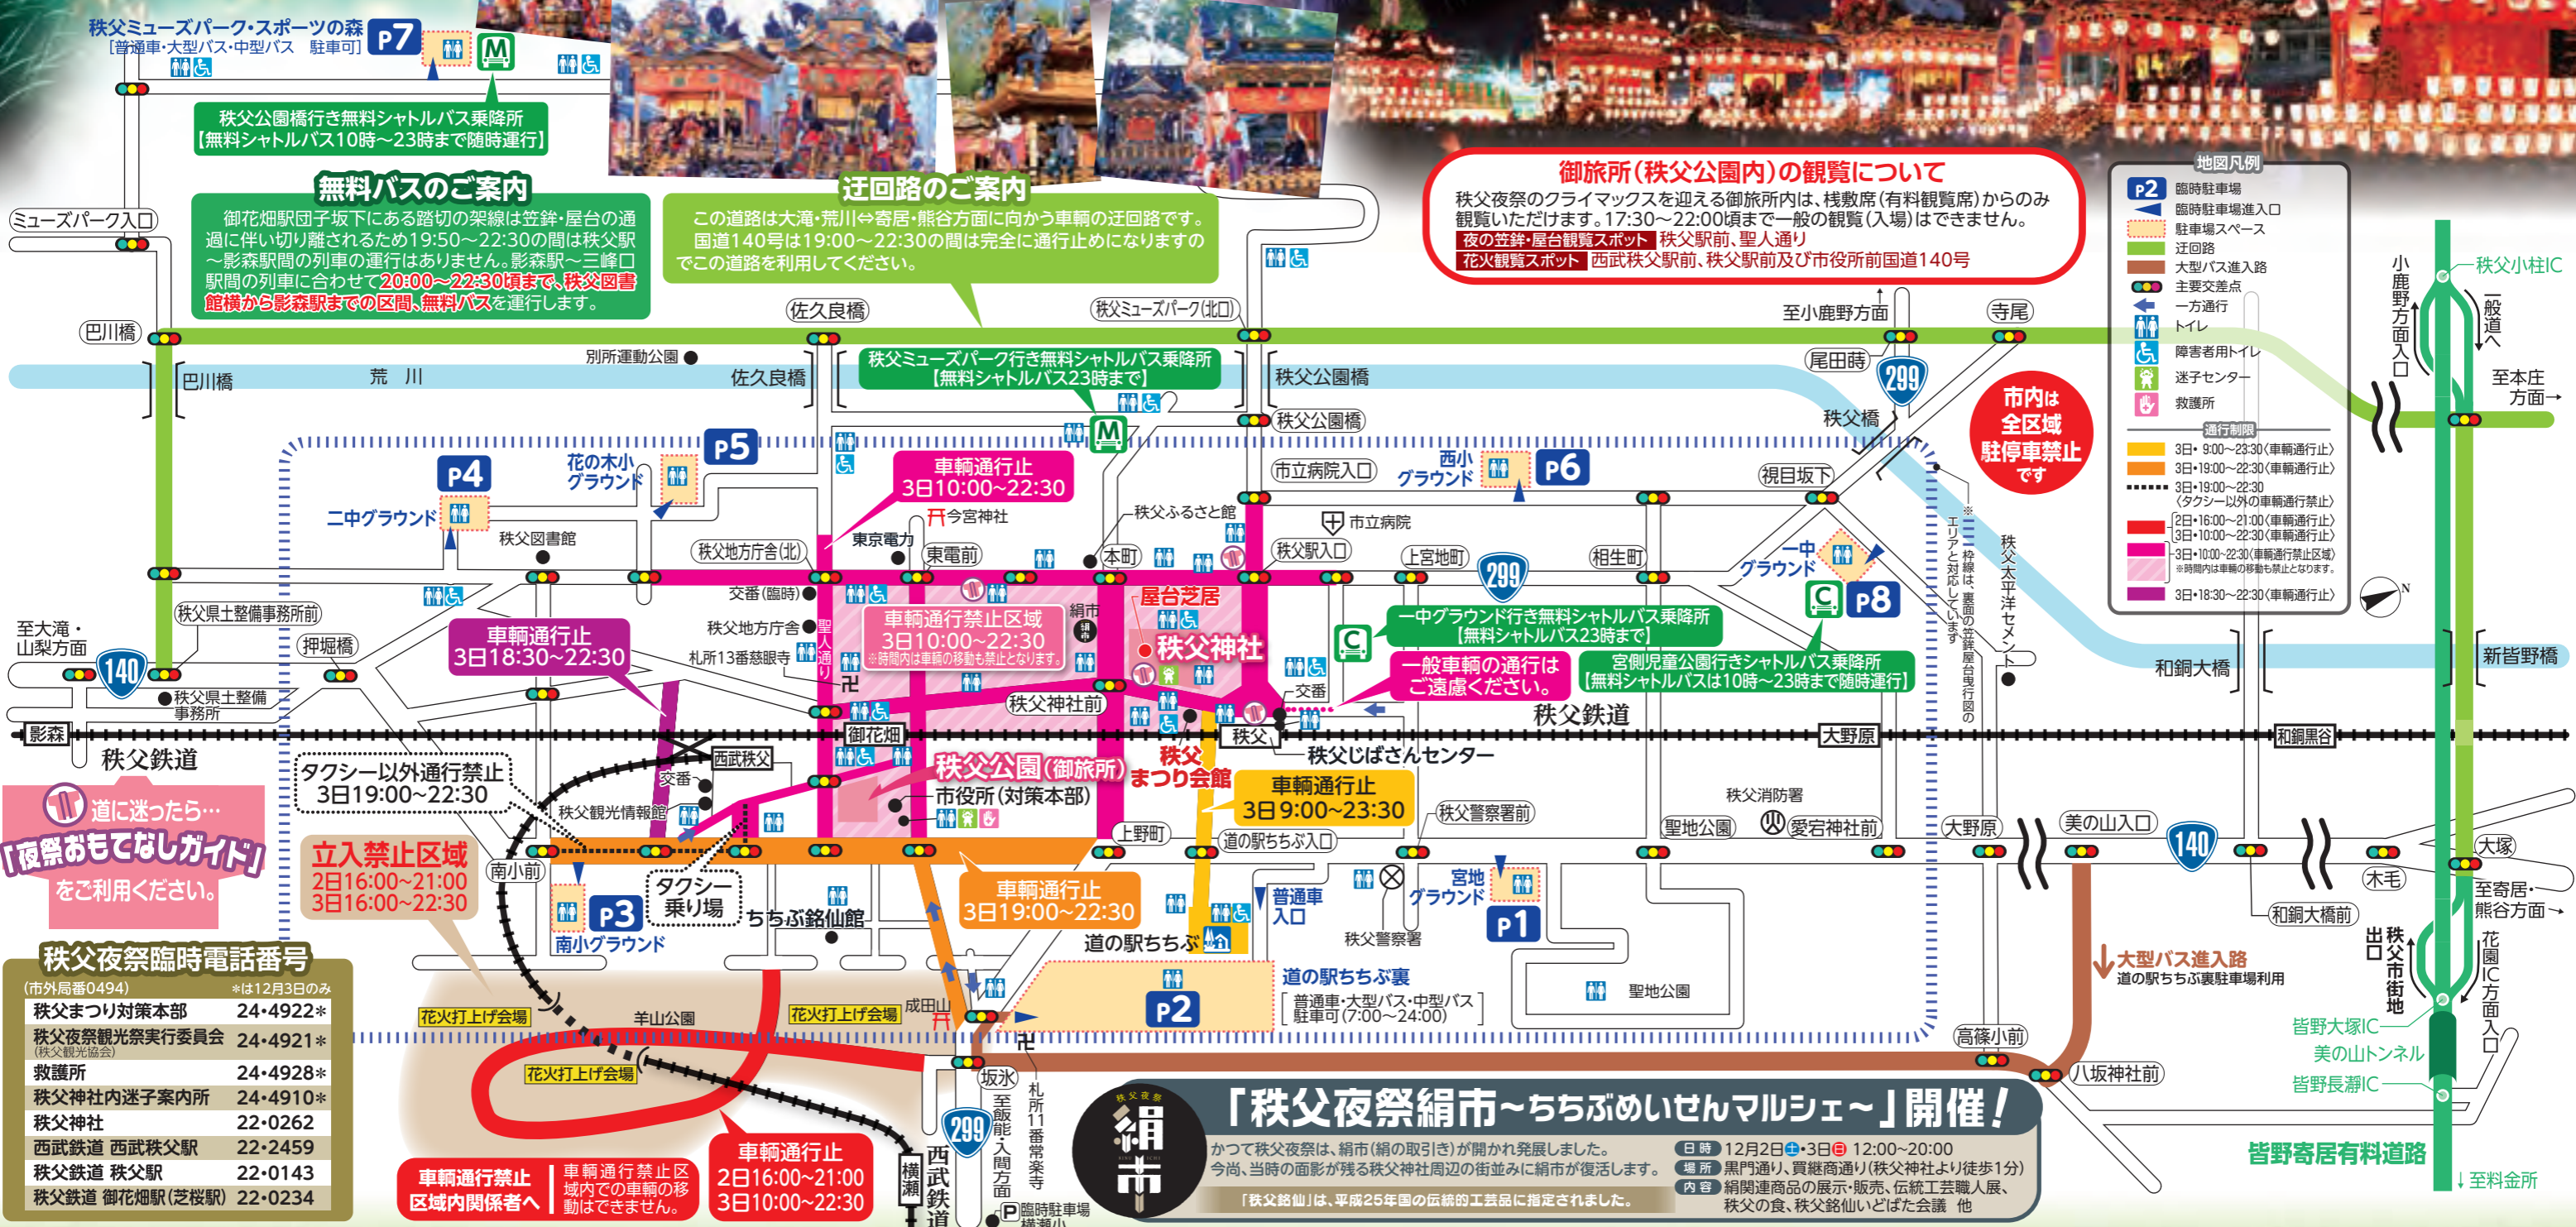 秩父ミューズパーク・スポーツの森
[普通車・大型バス・中型バス　駐車可]
P7
M
秩父公園橋行き無料シャトルバス乗降所
【無料シャトルバス10時～23時まで随時運行】
無料バスのご案内
御花畑駅団子坂下にある踏切の架線は笠鉾・屋台の通
過に伴い切り離されるため19:50～22:30の間は秩父駅
～影森駅間の列車の運行はありません。影森駅～三峰口
駅間の列車に合わせて20:00～22:30頃まで、秩父図書
館横から影森駅までの区間、無料バスを運行します。
迂回路のご案内
この道路は大滝・荒川⇔寄居・熊谷方面に向かう車輌の迂回路です。
国道140号は19:00～22:30の間は完全に通行止めになりますの
でこの道路を利用してください。
御旅所(秩父公園内)の観覧について
秩父夜祭のクライマックスを迎える御旅所内は、桟敷席(有料観覧席)からのみ
観覧いただけます。17:30～22:00頃まで一般の観覧(入場)はできません。
夜の笠鉾・屋台観覧スポット 秩父駅前、聖人通り
花火観覧スポット 西武秩父駅前、秩父駅前及び市役所前国道140号
地図凡例
P2 臨時駐車場
臨時駐車場進入口
駐車場スペース
迂回路
大型バス進入路
主要交差点
一方通行
トイレ
障害者用トイレ
迷子センター
救護所
通行制限
3日・9:00～23:30〈車輌通行止〉
3日・19:00～22:30〈車輌通行止〉
3日・19:00～22:30
〈タクシー以外の車輌通行禁止〉
2日・16:00～21:00〈車輌通行止〉
3日・10:00～22:30〈車輌通行止〉
3日・10:00～22:30〈車輌通行禁止区域〉
※時間内は車輌の移動も禁止となります。
3日・18:30～22:30〈車輌通行止〉
N
ミューズパーク入口
巴川橋
佐久良橋
秩父ミューズパーク(北口)
至小鹿野方面
寺尾
尾田蒔
299
巴川橋
荒 川
別所運動公園
佐久良橋
秩父ミューズパーク行き無料シャトルバス乗降所
【無料シャトルバス23時まで】
M
秩父公園橋
秩父公園橋
秩父橋
市内は
全区域
駐停車禁止
です
小鹿野方面入口
秩父小柱IC
一般道へ
至本庄
方面→
P4
二中グラウンド
花の木小
グラウンド
P5
車輌通行止
3日10:00～22:30
市立病院入口
西小
グラウンド
P6
視目坂下
今宮神社
秩父ふるさと館
市立病院
秩父図書館
秩父地方庁舎(北)
東京電力
東電前
本町
秩父駅入口
上宮地町
299
相生町
一中
グラウンド
C
P8
※枠線は、裏面の笠鉾屋台曳行図の
エリアと対応しています
秩父太平洋セメント
和銅大橋
新皆野橋
秩父県土整備事務所前
至大滝・
山梨方面
140
押堀橋
秩父県土整備
事務所
車輌通行止
3日18:30～22:30
交番(臨時)
秩父地方庁舎
札所13番慈眼寺
聖人通り
車輌通行禁止区域
3日10:00～22:30
※時間内は車輌の移動も禁止となります。
絹市
絹市
屋台芝居
秩父神社
秩父神社前
C
一中グラウンド行き無料シャトルバス乗降所
【無料シャトルバス23時まで】
一般車輌の通行は
ご遠慮ください。
宮側児童公園行きシャトルバス乗降所
【無料シャトルバスは10時～23時まで随時運行】
交番
影森
秩父鉄道
御花畑
秩父
秩父鉄道
大野原
和銅黒谷
西武秩父
交番
秩父観光情報館
タクシー以外通行禁止
3日19:00～22:30
秩父公園(御旅所)
市役所(対策本部)
秩父
まつり会館
秩父じばさんセンター
車輌通行止
3日9:00～23:30
道に迷ったら…
「夜祭おもてなしガイド」
をご利用ください。
立入禁止区域
2日16:00～21:00
3日16:00～22:30
南小前
P3
南小グラウンド
タクシー
乗り場
ちちぶ銘仙館
車輌通行止
3日19:00～22:30
上野町
道の駅ちちぶ入口
秩父警察署前
秩父消防署
聖地公園
愛宕神社前
大野原
美の山入口
140
大塚
木毛
和銅大橋前
至寄居・
熊谷方面→
道の駅ちちぶ
普通車
入口
秩父警察署
宮地
グラウンド
P1
聖地公園
P2
道の駅ちちぶ裏
[普通車・大型バス・中型バス
駐車可(7:00～24:00)]
大型バス進入路
道の駅ちちぶ裏駐車場利用
秩父市街地
出口
花園IC方面入口
皆野大塚IC
美の山トンネル
皆野長瀞IC
皆野寄居有料道路
↓至料金所
高篠小前
八坂神社前
花火打上げ会場
羊山公園
花火打上げ会場
成田山
花火打上げ会場
坂氷
299
至飯能・入間方面
札所11番常楽寺
横瀬
西武鉄道
P 臨時駐車場
横瀬小
秩父夜祭臨時電話番号
(市外局番0494)　*は12月3日のみ
秩父まつり対策本部 24・4922*
秩父夜祭観光祭実行委員会 24・4921*
(秩父観光協会)
救護所 24・4928*
秩父神社内迷子案内所 24・4910*
秩父神社 22・0262
西武鉄道 西武秩父駅 22・2459
秩父鉄道 秩父駅 22・0143
秩父鉄道 御花畑駅(芝桜駅) 22・0234
車輌通行禁止
区域内関係者へ
車輌通行禁止区
域内での車輌の移
動はできません。
車輌通行止
2日16:00～21:00
3日10:00～22:30
秩父夜祭
絹市
「秩父夜祭絹市～ちちぶめいせんマルシェ～」開催!
かつて秩父夜祭は、絹市(絹の取引き)が開かれ発展しました。
今尚、当時の面影が残る秩父神社周辺の街並みに絹市が復活します。
「秩父銘仙」は、平成25年国の伝統的工芸品に指定されました。
日時 12月2日土・3日日 12:00～20:00
場所 黒門通り、買継商通り(秩父神社より徒歩1分)
内容 絹関連商品の展示・販売、伝統工芸職人展、
秩父の食、秩父銘仙いどばた会議 他